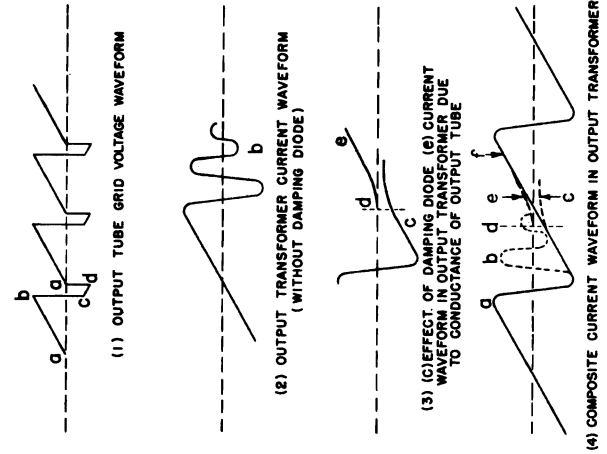 b
a
a
c
d
(1) OUTPUT TUBE GRID VOLTAGE WAVEFORM
b
(2) OUTPUT TRANSFORMER CURRENT WAVEFORM
(WITHOUT DAMPING DIODE)
e
d
c
(3) (C)EFFECT. OF DAMPING DIODE (e) CURRENT
WAVEFORM IN OUTPUT TRANSFORMER DUE
TO CONDUCTANCE OF OUTPUT TUBE
a
b
d
e
f
c
(4) COMPOSITE CURRENT WAVEFORM IN OUTPUT TRANSFORMER